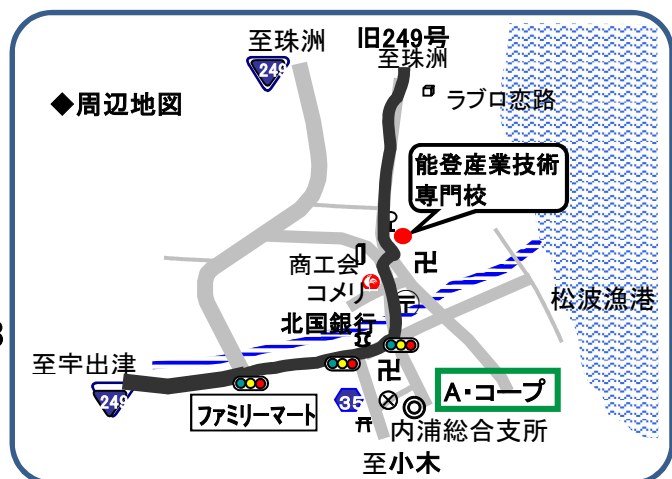 旧249号
至珠洲
至珠洲
249
◆周辺地図
ラブロ恋路
能登産業技術
専門校
商工会
コメリ
〒
北国銀行
松波漁港
至宇出津
249
ファミリーマート
35
A・コープ
内浦総合支所
至小木